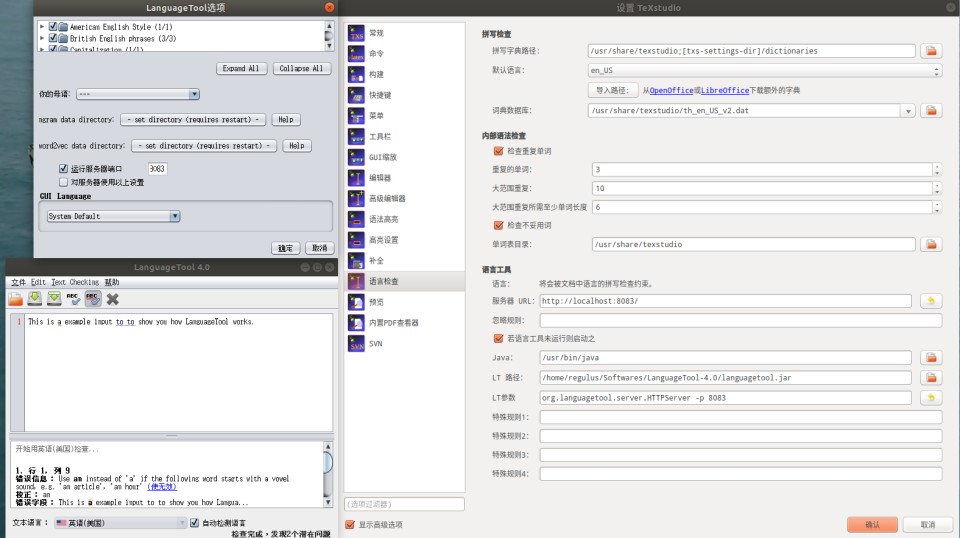 LanguageTool选项
American English Style (1/1)
British English phrases (3/3)
Capitalization (1/1)
Expand All
Collapse All
你的母语: ---
ngram data directory: - set directory (requires restart) - Help
word2vec data directory: - set directory (requires restart) - Help
运行服务器端口 8083
对服务器使用以上设置
GUI Language
System Default
确定
取消
LanguageTool 4.0
文件 Edit Text Checking 帮助
1 This is a example input to to show you how LanguageTool works.
开始用英语(美国)检查...
1. 行 1, 列 9
错误信息: Use an instead of 'a' if the following word starts with a vowel
sound, e.g. 'an article', 'an hour' (使无效)
校正: an
错误字段: This is a example input to to show you how Langua...
文本语言: 英语(美国) 自动检测语言
检查完成，发现2个潜在问题
设置 TeXstudio
常规
命令
构建
快捷键
菜单
工具栏
GUI缩放
编辑器
高级编辑器
语法高亮
高亮设置
补全
语言检查
预览
内置PDF查看器
SVN
(选项过滤器)
显示高级选项
拼写检查
拼写字典路径: /usr/share/texstudio;[txs-settings-dir]/dictionaries
默认语言: en_US
导入路径: 从OpenOffice或LibreOffice下载额外的字典
词典数据库: /usr/share/texstudio/th_en_US_v2.dat
内部语法检查
检查重复单词
重复的单词: 3
大范围重复: 10
大范围重复所需至少单词长度 6
检查不妥用词
单词表目录: /usr/share/texstudio
语言工具
语言: 将会被文档中语言的拼写检查约束。
服务器 URL: http://localhost:8083/
忽略规则:
若语言工具未运行则启动之
Java: /usr/bin/java
LT 路径: /home/regulus/Softwares/LanguageTool-4.0/languagetool.jar
LT参数 org.languagetool.server.HTTPServer -p 8083
特殊规则1:
特殊规则2:
特殊规则3:
特殊规则4:
确认
取消